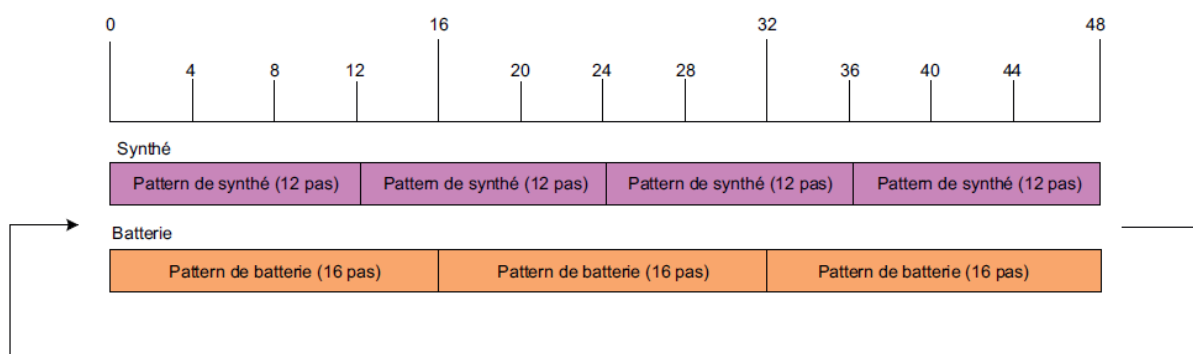 0 16 32 48
4 8 12 20 24 28 36 40 44
Synthé
Pattern de synthé (12 pas) Pattern de synthé (12 pas) Pattern de synthé (12 pas) Pattern de synthé (12 pas)
Batterie
Pattern de batterie (16 pas) Pattern de batterie (16 pas) Pattern de batterie (16 pas)